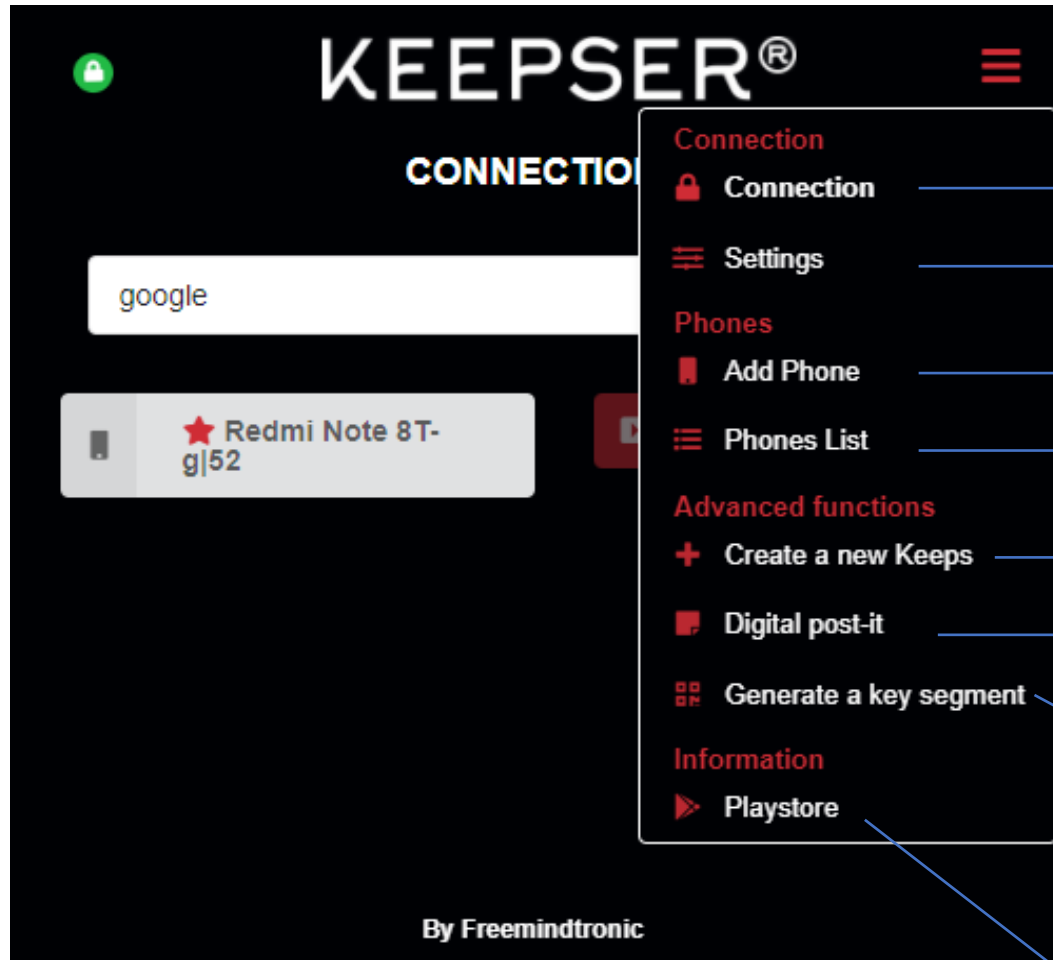 KEEPSER®
CONNECTIO
google
★ Redmi Note 8T-
g|52
Connection
Connection
Settings
Phones
Add Phone
Phones List
Advanced functions
Create a new Keeps
Digital post-it
Generate a key segment
Information
Playstore
By Freemindtronic